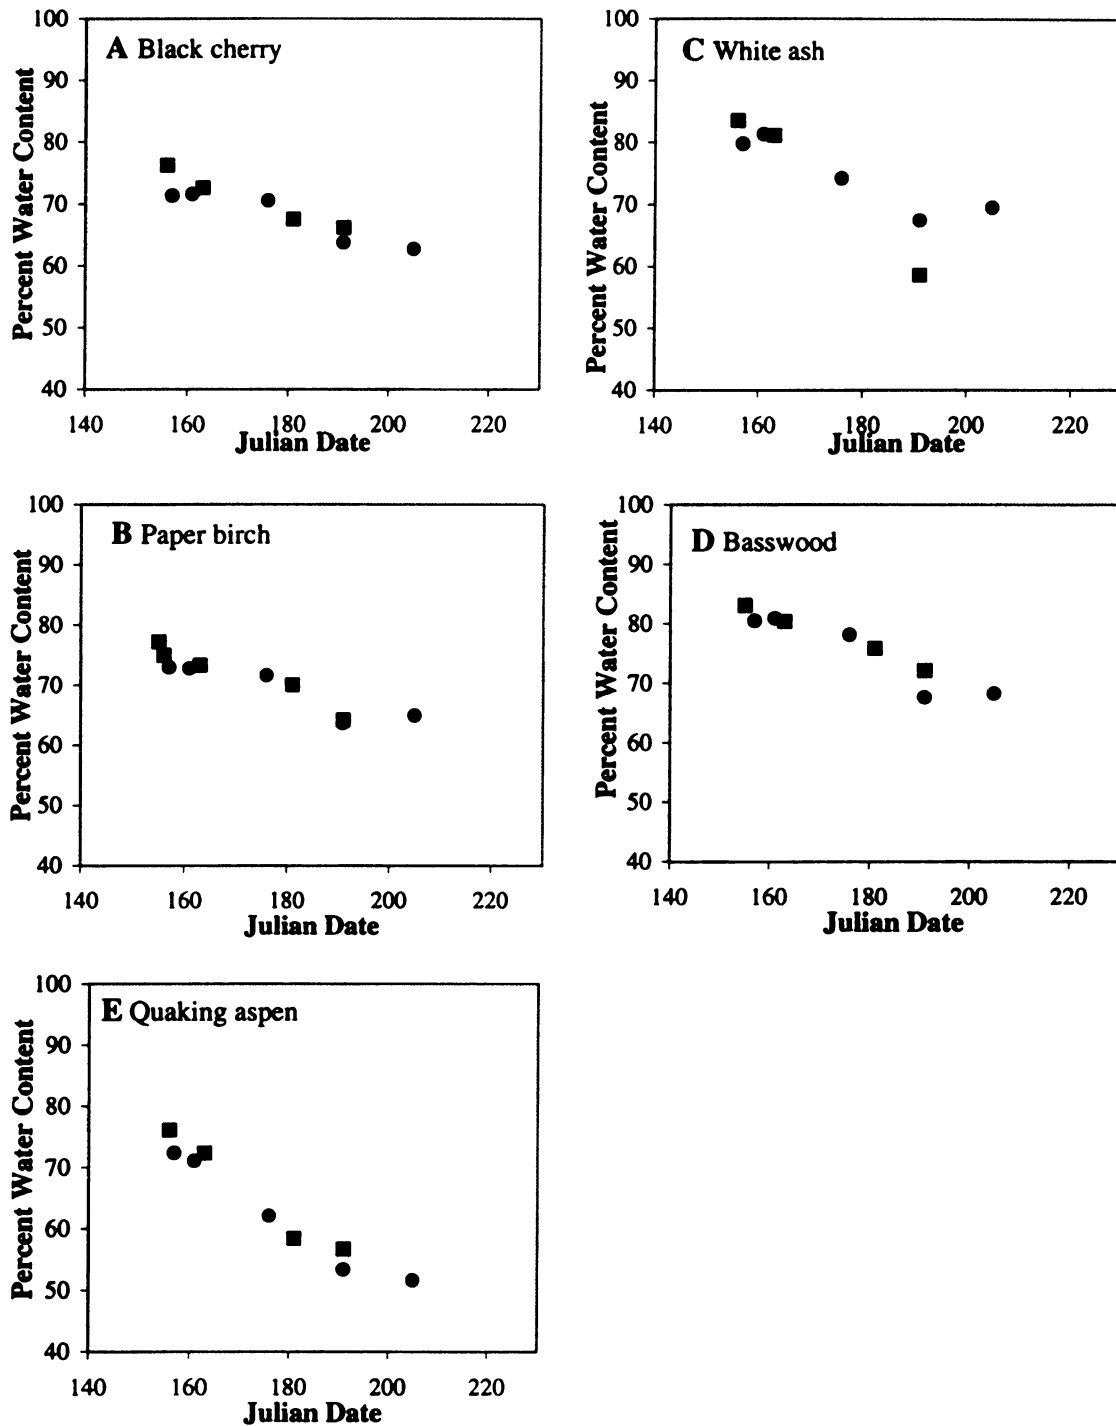 A Black cherry
Percent Water Content
100
90
80
70
60
50
40
140 160 180 200 220
Julian Date
C White ash
Percent Water Content
100
90
80
70
60
50
40
140 160 180 200 220
Julian Date
B Paper birch
Percent Water Content
100
90
80
70
60
50
40
140 160 180 200 220
Julian Date
D Basswood
Percent Water Content
100
90
80
70
60
50
40
140 160 180 200 220
Julian Date
E Quaking aspen
Percent Water Content
100
90
80
70
60
50
40
140 160 180 200 220
Julian Date